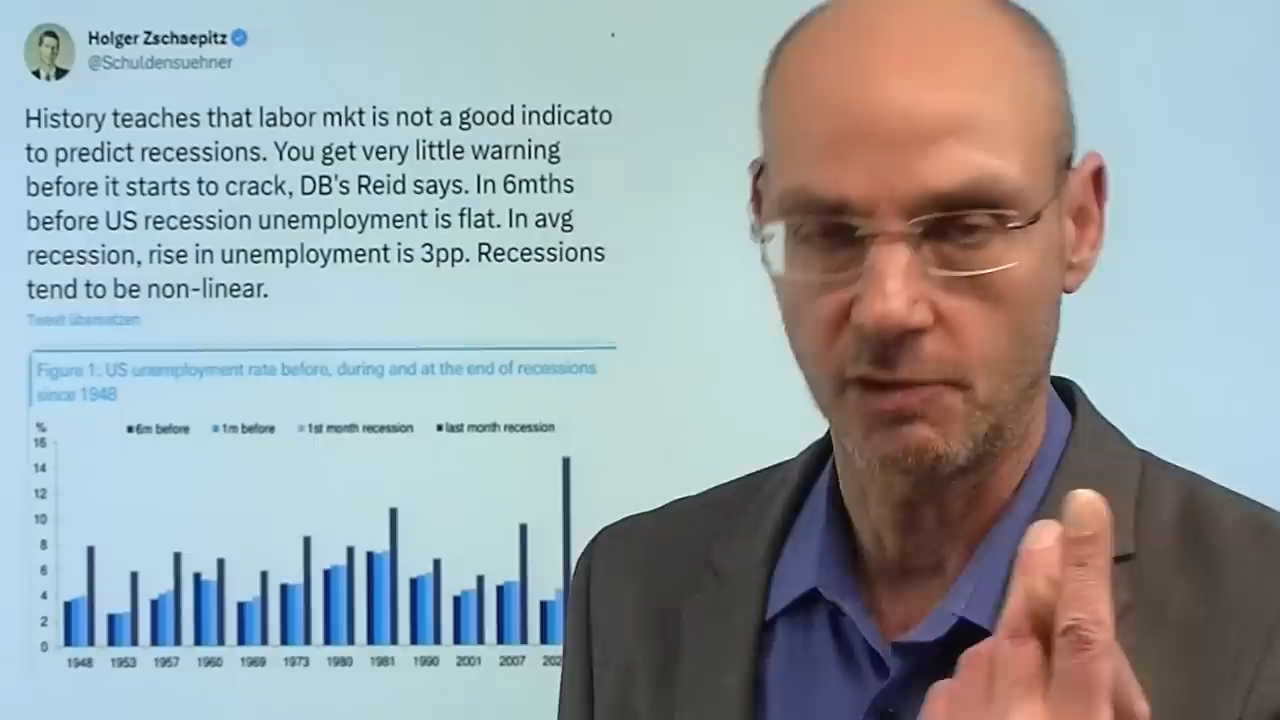 Holger Zschaepitz
@Schuldensuehner
History teaches that labor mkt is not a good indicato
to predict recessions. You get very little warning
before it starts to crack, DB's Reid says. In 6mths
before US recession unemployment is flat. In avg
recession, rise in unemployment is 3pp. Recessions
tend to be non-linear.
Tweet übersetzen
Figure 1: US unemployment rate before, during and at the end of recessions
since 1948
%
6m before 1m before 1st month recession last month recession
16
14
12
10
8
6
4
2
0
1948 1953 1957 1960 1969 1973 1980 1981 1990 2001 2007 202